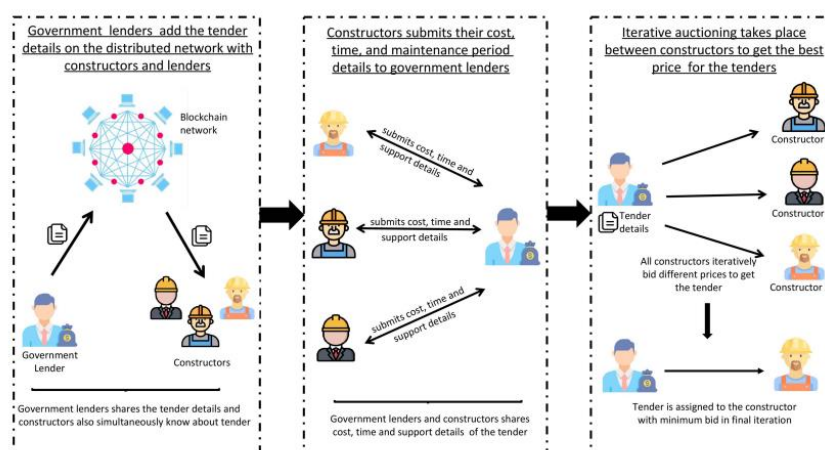 Government lenders add the tender
details on the distributed network with
constructors and lenders
Blockchain
network
Government
Lender
Constructors
Government lenders shares the tender details and
constructors also simultaneously know about tender
Constructors submits their cost,
time, and maintenance period
details to government lenders
submits cost, time and
support details
submits cost, time and
support details
submits cost, time and
support details
Government lenders and constructors shares
cost, time and support details of the tender
Iterative auctioning takes place
between constructors to get the best
price for the tenders
Constructor
Constructor
Tender
details
All constructors iteratively
bid different prices to get
the tender
Constructor
Tender is assigned to the constructor
with minimum bid in final iteration